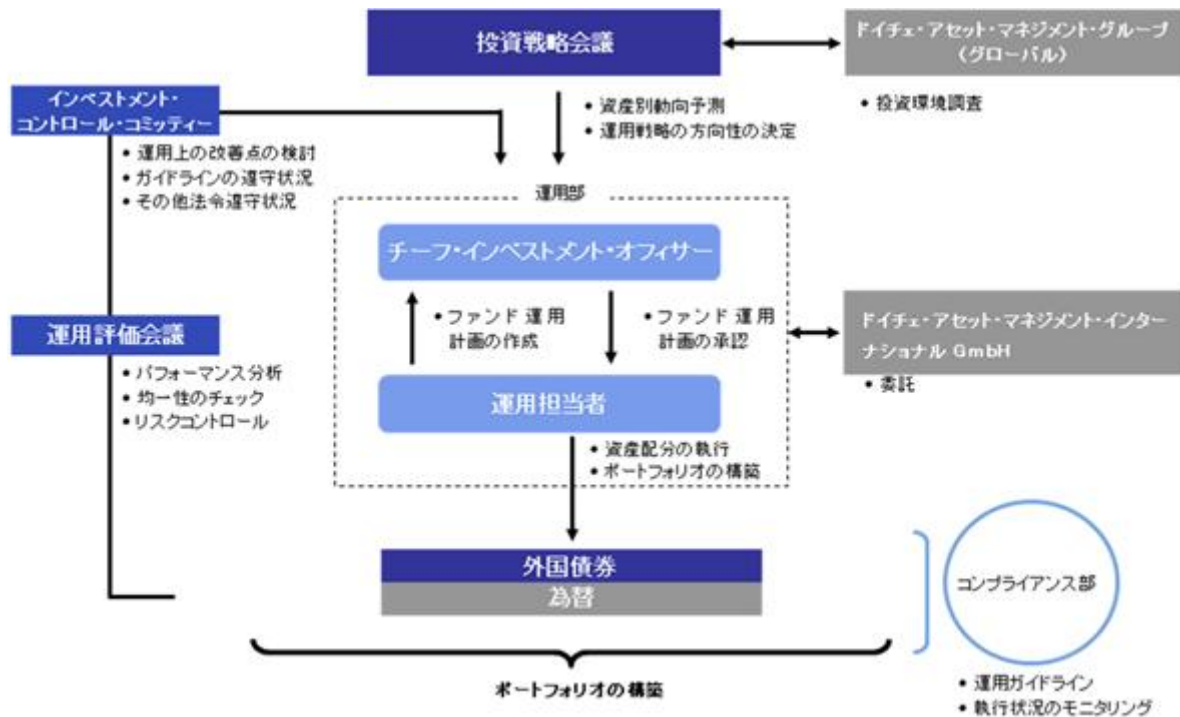 投資戦略会議
ドイチェ・アセット・マネジメント・グループ
（グローバル）
• 投資環境調査
インベストメント・
コントロール・コミッティー
• 運用上の改善点の検討
• ガイドラインの遵守状況
• その他法令遵守状況
• 資産別動向予測
• 運用戦略の方向性の決定
運用部
チーフ・インベストメント・オフィサー
• ファンド 運用
計画の作成
• ファンド 運用
計画の承認
運用担当者
• 資産配分の執行
• ポートフォリオの構築
ドイチェ・アセット・マネジメント・インター
ナショナル GmbH
• 委託
運用評価会議
• パフォーマンス分析
• 均一性のチェック
• リスクコントロール
外国債券
為替
ポートフォリオの構築
コンプライアンス部
• 運用ガイドライン
• 執行状況のモニタリング